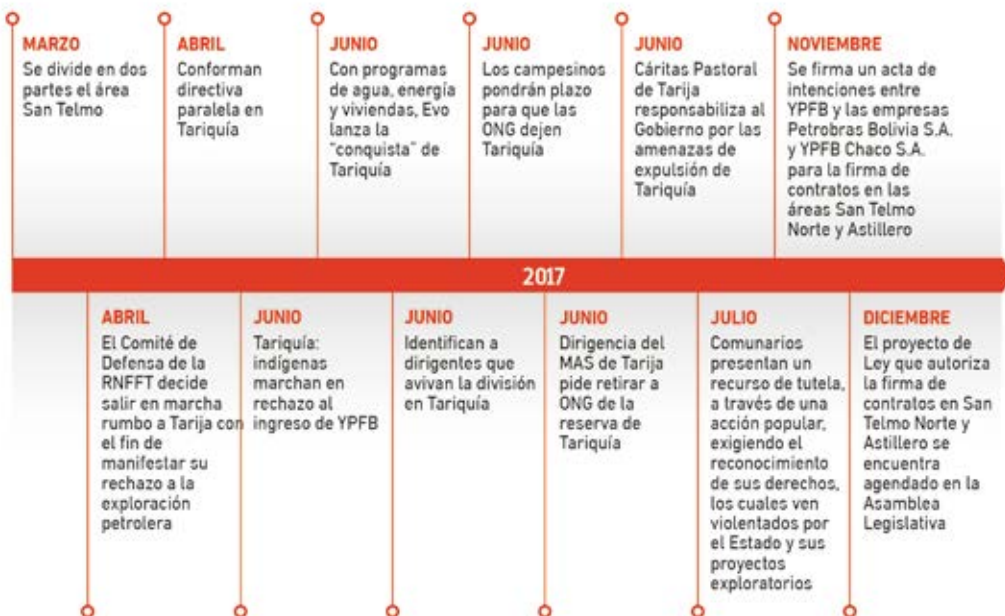 MARZO
Se divide en dos
partes el área
San Telmo
ABRIL
Conforman
directiva
paralela en
Tariquía
JUNIO
Con programas
de agua, energía
y viviendas, Evo
lanza la
"conquista" de
Tariquía
JUNIO
Los campesinos
pondrán plazo
para que las
ONG dejen
Tariquía
JUNIO
Cáritas Pastoral
de Tarija
responsabiliza al
Gobierno por las
amenazas de
expulsión de
Tariquía
NOVIEMBRE
Se firma un acta de
intenciones entre
YPFB y las empresas
Petrobras Bolivia S.A.
y YPFB Chaco S.A.
para la firma de
contratos en las
áreas San Telmo
Norte y Astillero
2017
ABRIL
El Comité de
Defensa de la
RNFFT decide
salir en marcha
rumbo a Tarija con
el fin de
manifestar su
rechazo a la
exploración
petrolera
JUNIO
Tariquía:
indígenas
marchan en
rechazo al
ingreso de YPFB
JUNIO
Identifican a
dirigentes que
avivan la división
en Tariquía
JUNIO
Dirigencia del
MAS de Tarija
pide retirar a
ONG de la
reserva de
Tariquía
JULIO
Comunarios
presentan un
recurso de tutela,
a través de una
acción popular,
exigiendo el
reconocimiento
de sus derechos,
los cuales ven
violentados por
el Estado y sus
proyectos
exploratorios
DICIEMBRE
El proyecto de
Ley que autoriza
la firma de
contratos en San
Telmo Norte y
Astillero se
encuentra
agendado en la
Asamblea
Legislativa